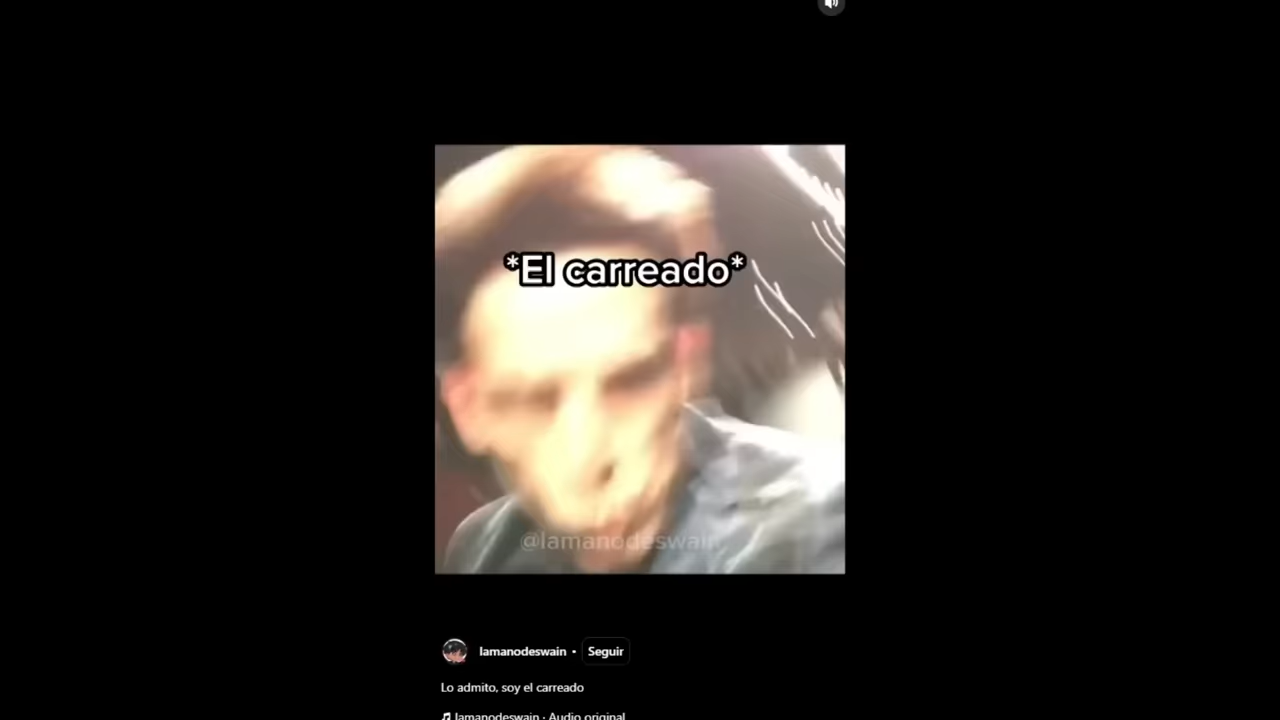 *El carreado*
@lamanodeswain
lamanodeswain • Seguir
Lo admito, soy el carreado
lamanodeswain · Audio original